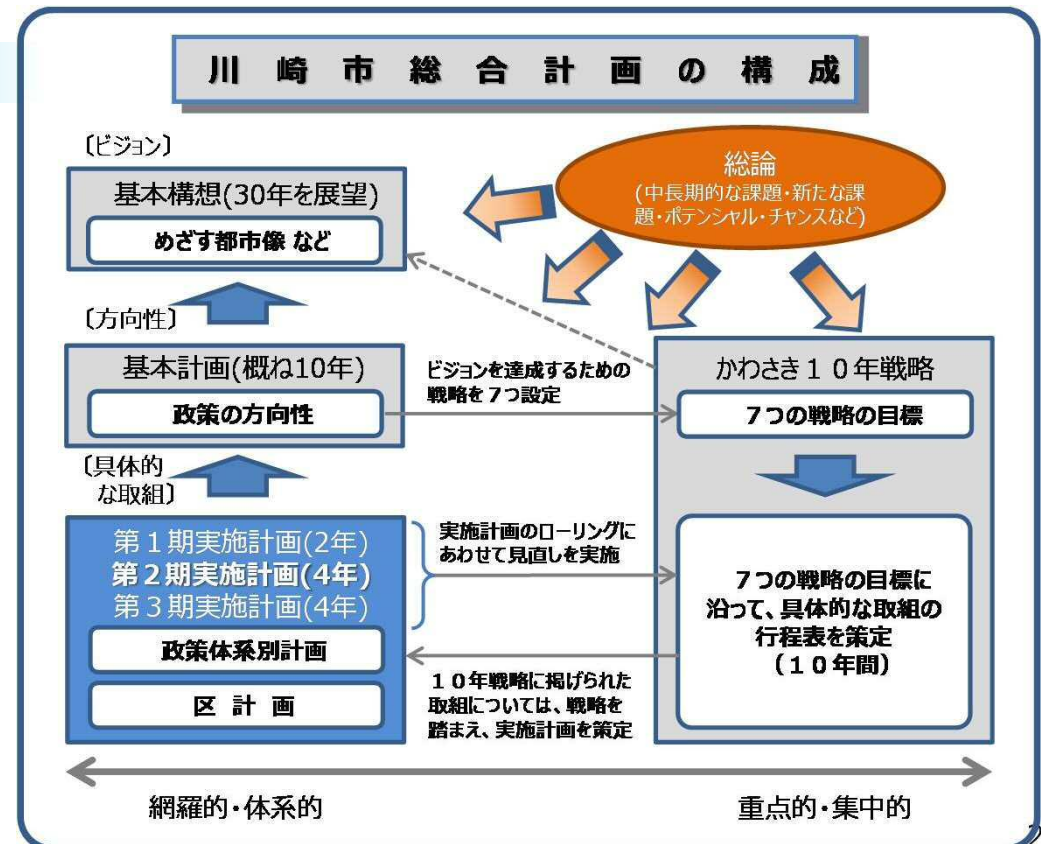 川崎市総合計画の構成
〔ビジョン〕
基本構想(30年を展望)
めざす都市像 など
総論
(中長期的な課題・新たな課
題・ポテンシャル・チャンスなど)
〔方向性〕
基本計画(概ね10年)
政策の方向性
ビジョンを達成するための
戦略を７つ設定
かわさき１０年戦略
７つの戦略の目標
〔具体的
な取組〕
第１期実施計画(2年)
第２期実施計画(4年)
第３期実施計画(4年)
政策体系別計画
区 計 画
実施計画のローリングに
あわせて見直しを実施
１０年戦略に掲げられた
取組については、戦略を
踏まえ、実施計画を策定
７つの戦略の目標に
沿って、具体的な取組の
行程表を策定
（１０年間）
網羅的・体系的
重点的・集中的
2